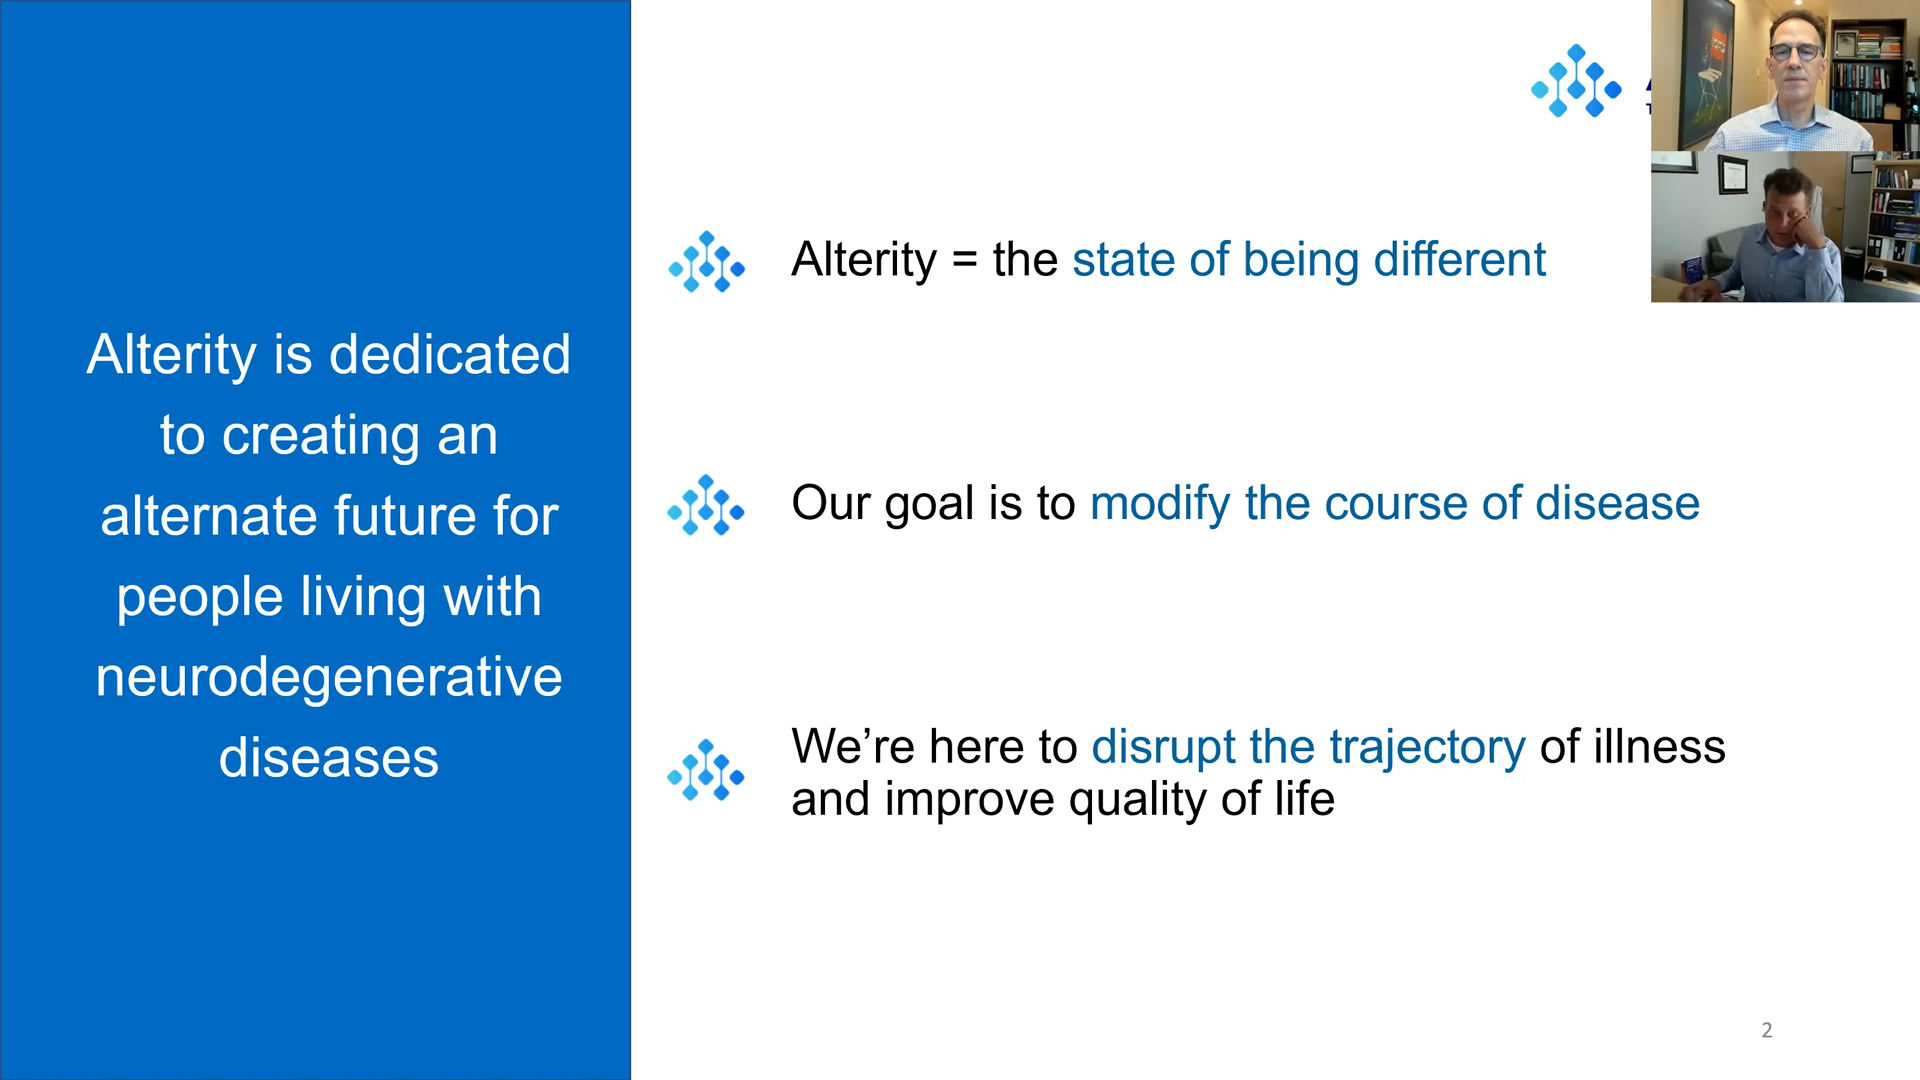 Alterity is dedicated
to creating an
alternate future for
people living with
neurodegenerative
diseases
Alterity = the state of being different
Our goal is to modify the course of disease
We’re here to disrupt the trajectory of illness
and improve quality of life
2